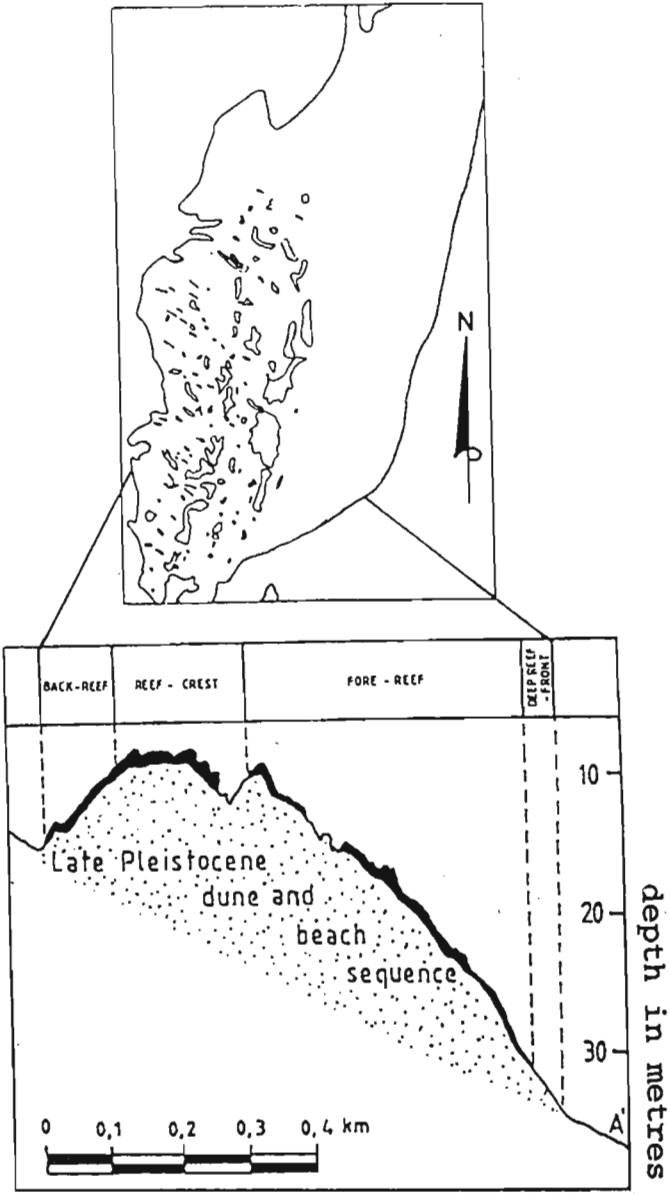 N
BACK-REEF
REEF - CREST
FORE - REEF
DEEP REEF
- FRONT
10
Late Pleistocene
dune and
beach
sequence
20
30
depth in metres
A'
0 0,1 0,2 0,3 0,4 km